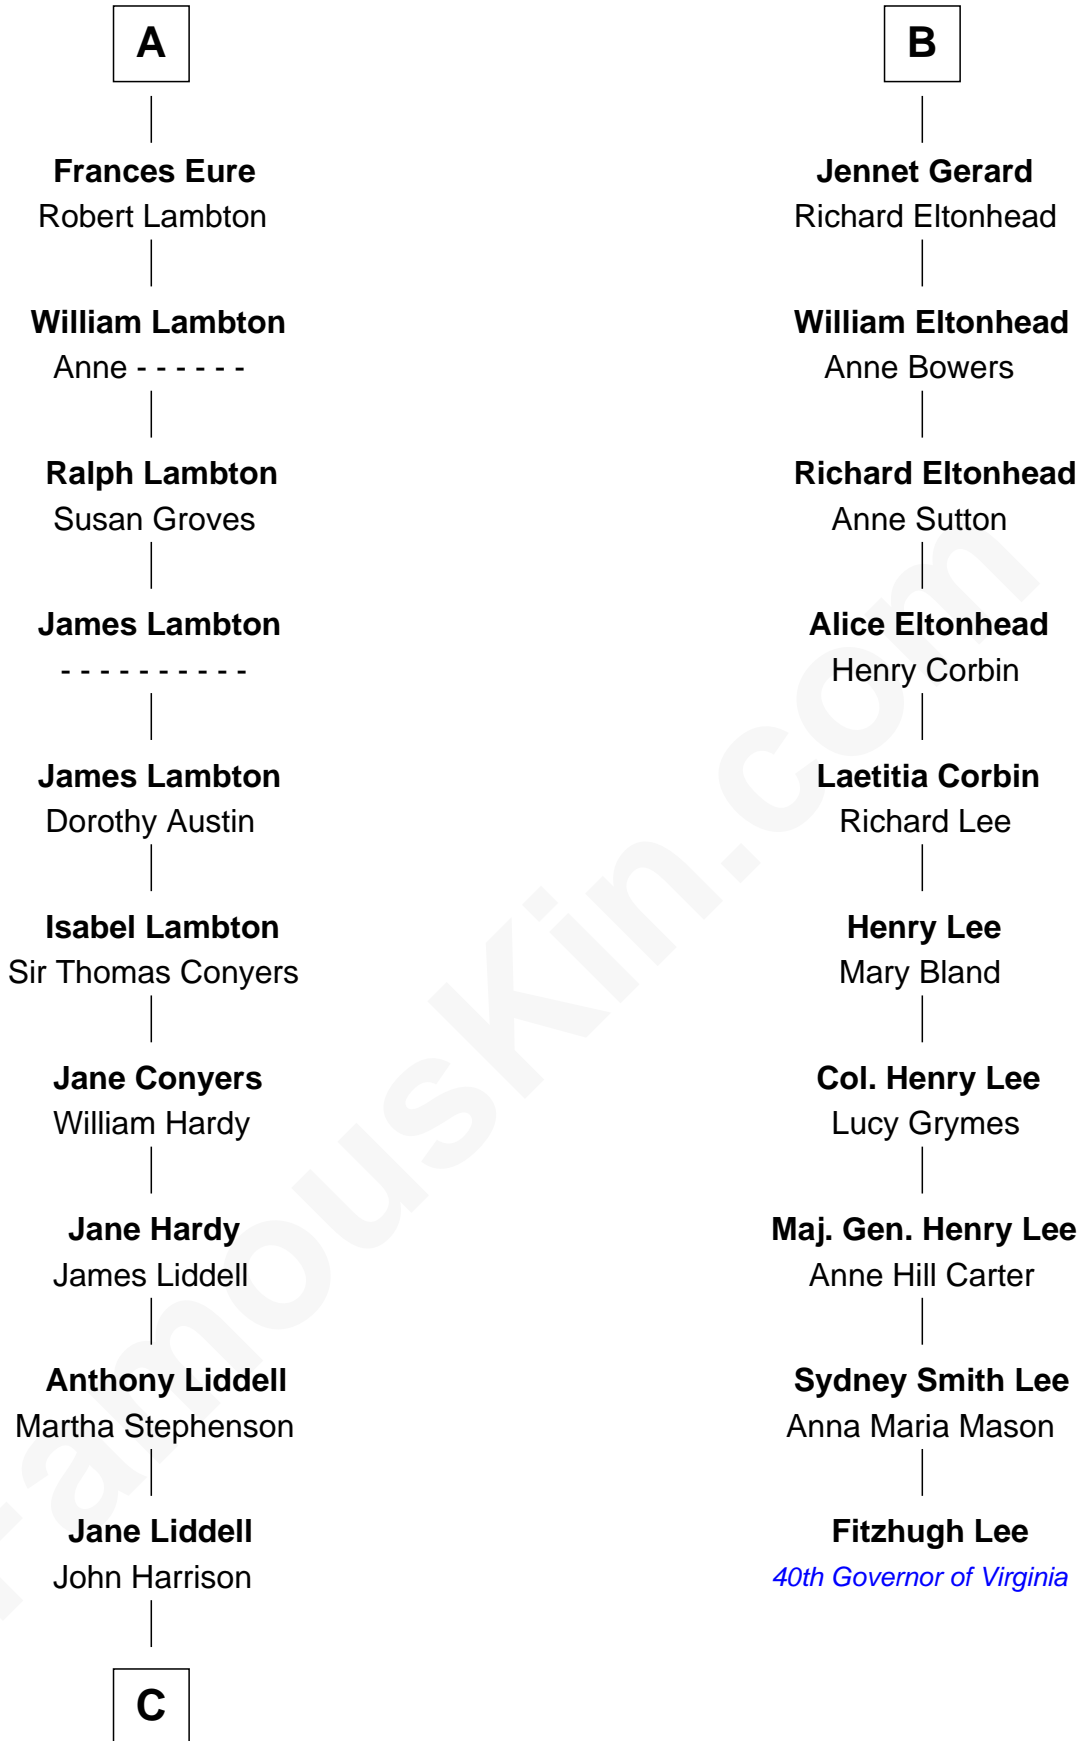 A
Frances Eure
Robert Lambton
William Lambton
Anne - - - - - -
Ralph Lambton
Susan Groves
James Lambton
- - - - - - - - - -
James Lambton
Dorothy Austin
Isabel Lambton
Sir Thomas Conyers
Jane Conyers
William Hardy
Jane Hardy
James Liddell
Anthony Liddell
Martha Stephenson
Jane Liddell
John Harrison
C
B
Jennet Gerard
Richard Eltonhead
William Eltonhead
Anne Bowers
Richard Eltonhead
Anne Sutton
Alice Eltonhead
Henry Corbin
Laetitia Corbin
Richard Lee
Henry Lee
Mary Bland
Col. Henry Lee
Lucy Grymes
Maj. Gen. Henry Lee
Anne Hill Carter
Sydney Smith Lee
Anna Maria Mason
Fitzhugh Lee
40th Governor of Virginia
FamousKin.com